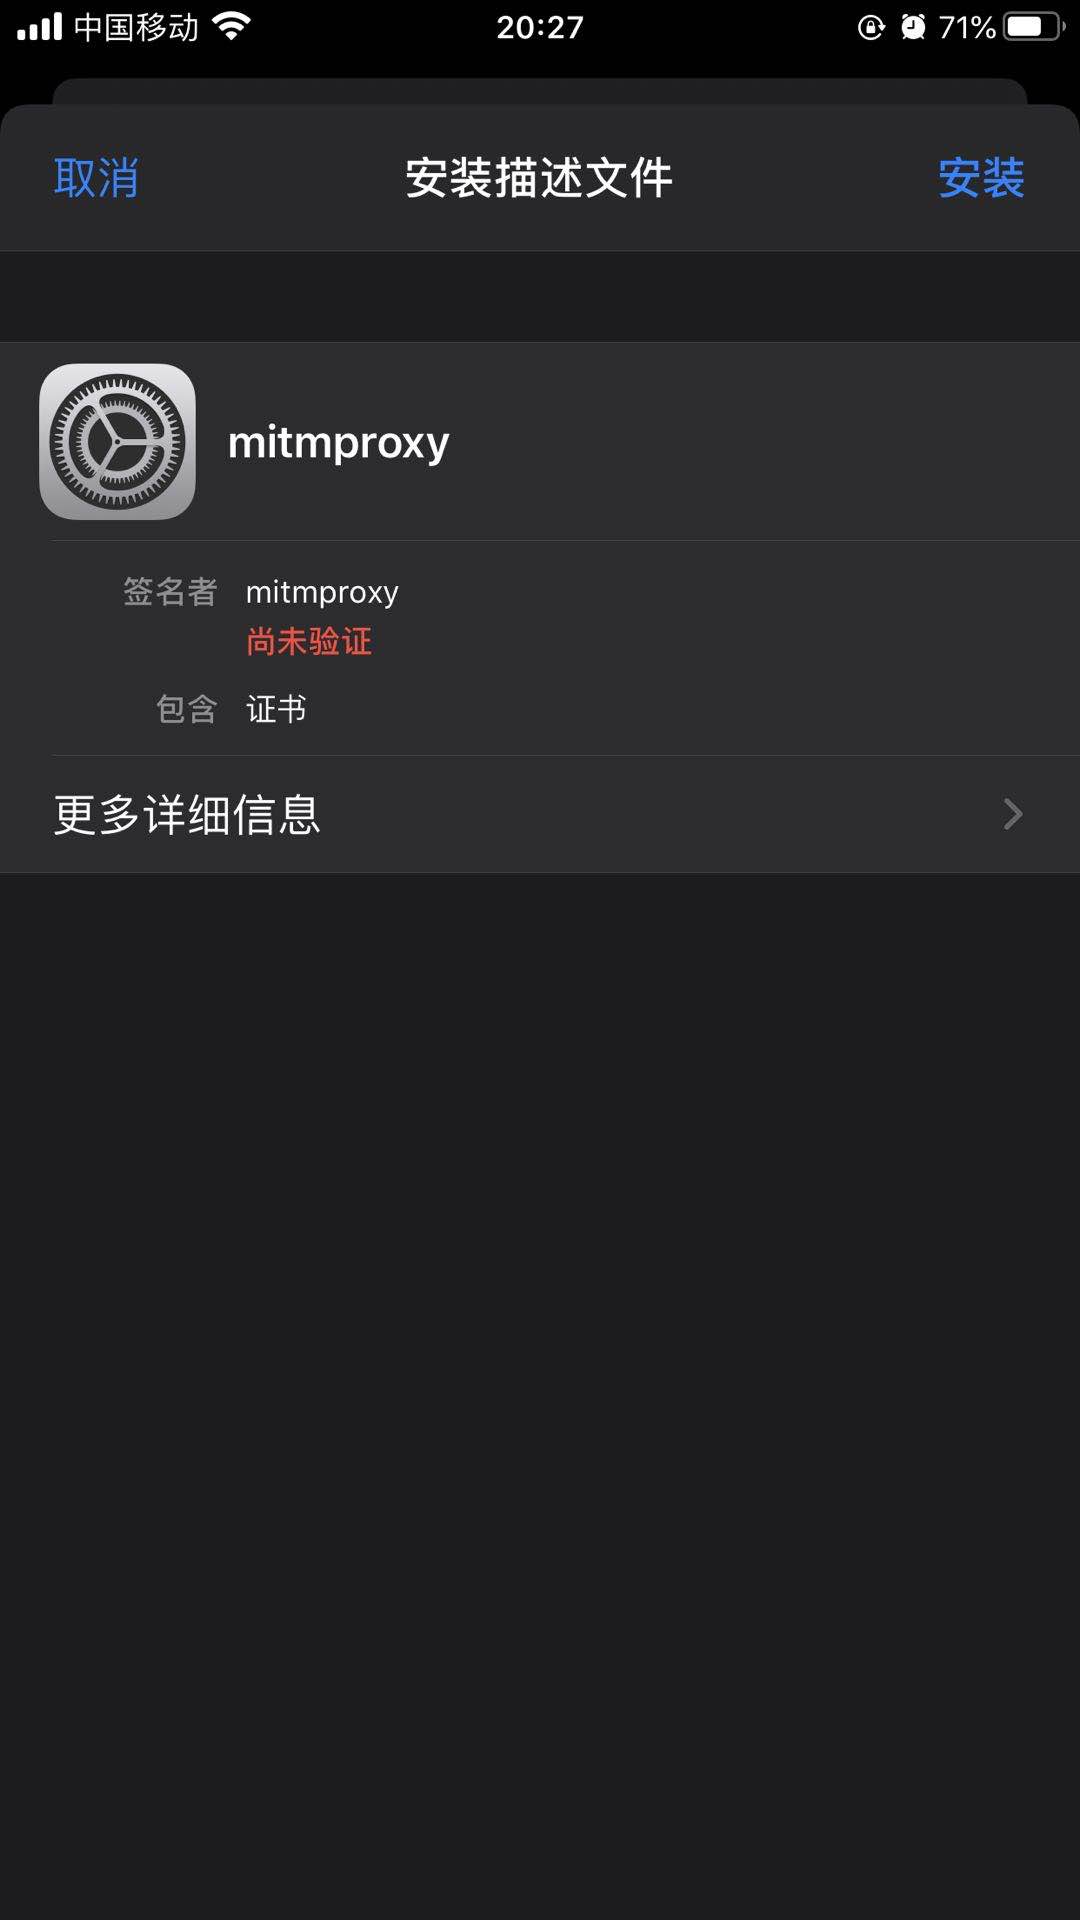 中国移动 20:27 71%
取消 安装描述文件 安装
mitmproxy
签名者 mitmproxy
尚未验证
包含 证书
更多详细信息